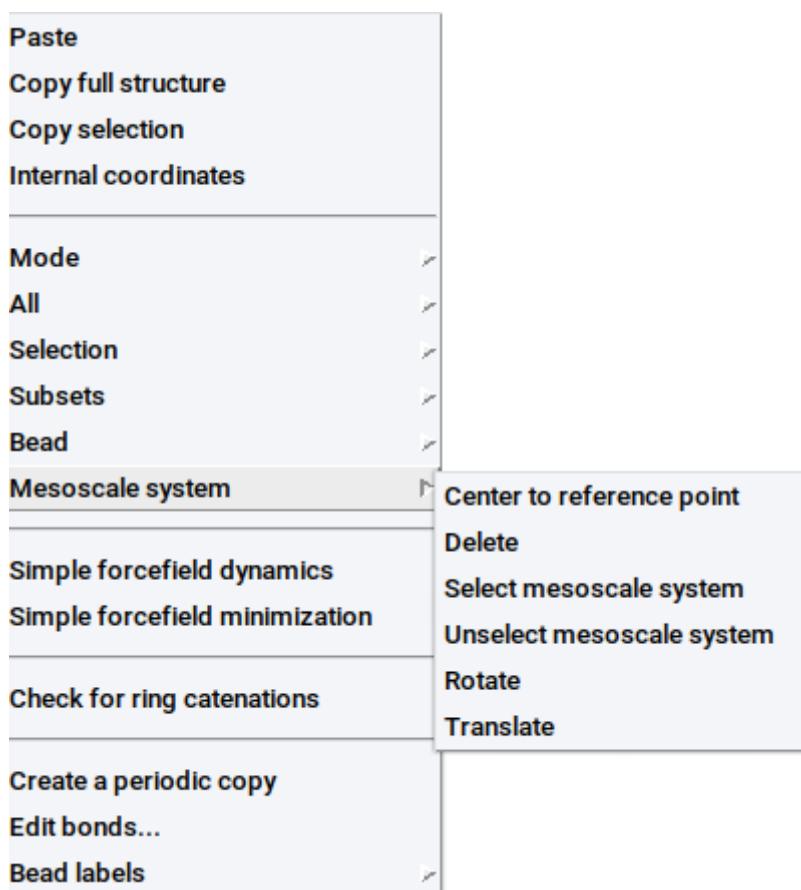 Paste
Copy full structure
Copy selection
Internal coordinates
Mode
All
Selection
Subsets
Bead
Mesoscale system
Center to reference point
Delete
Select mesoscale system
Unselect mesoscale system
Rotate
Translate
Simple forcefield dynamics
Simple forcefield minimization
Check for ring catenations
Create a periodic copy
Edit bonds...
Bead labels